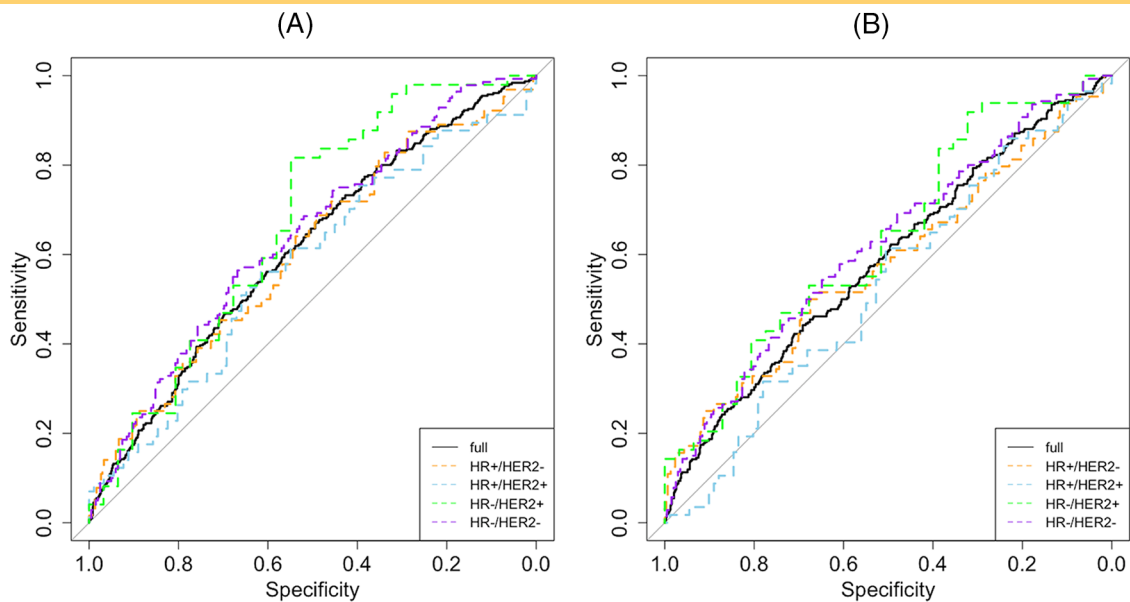 (A)
1.0
0.8
0.6
0.4
0.2
0.0
Sensitivity
full
HR+/HER2-
HR+/HER2+
HR-/HER2+
HR-/HER2-
1.0 0.8 0.6 0.4 0.2 0.0
Specificity
(B)
1.0
0.8
0.6
0.4
0.2
0.0
Sensitivity
full
HR+/HER2-
HR+/HER2+
HR-/HER2+
HR-/HER2-
1.0 0.8 0.6 0.4 0.2 0.0
Specificity